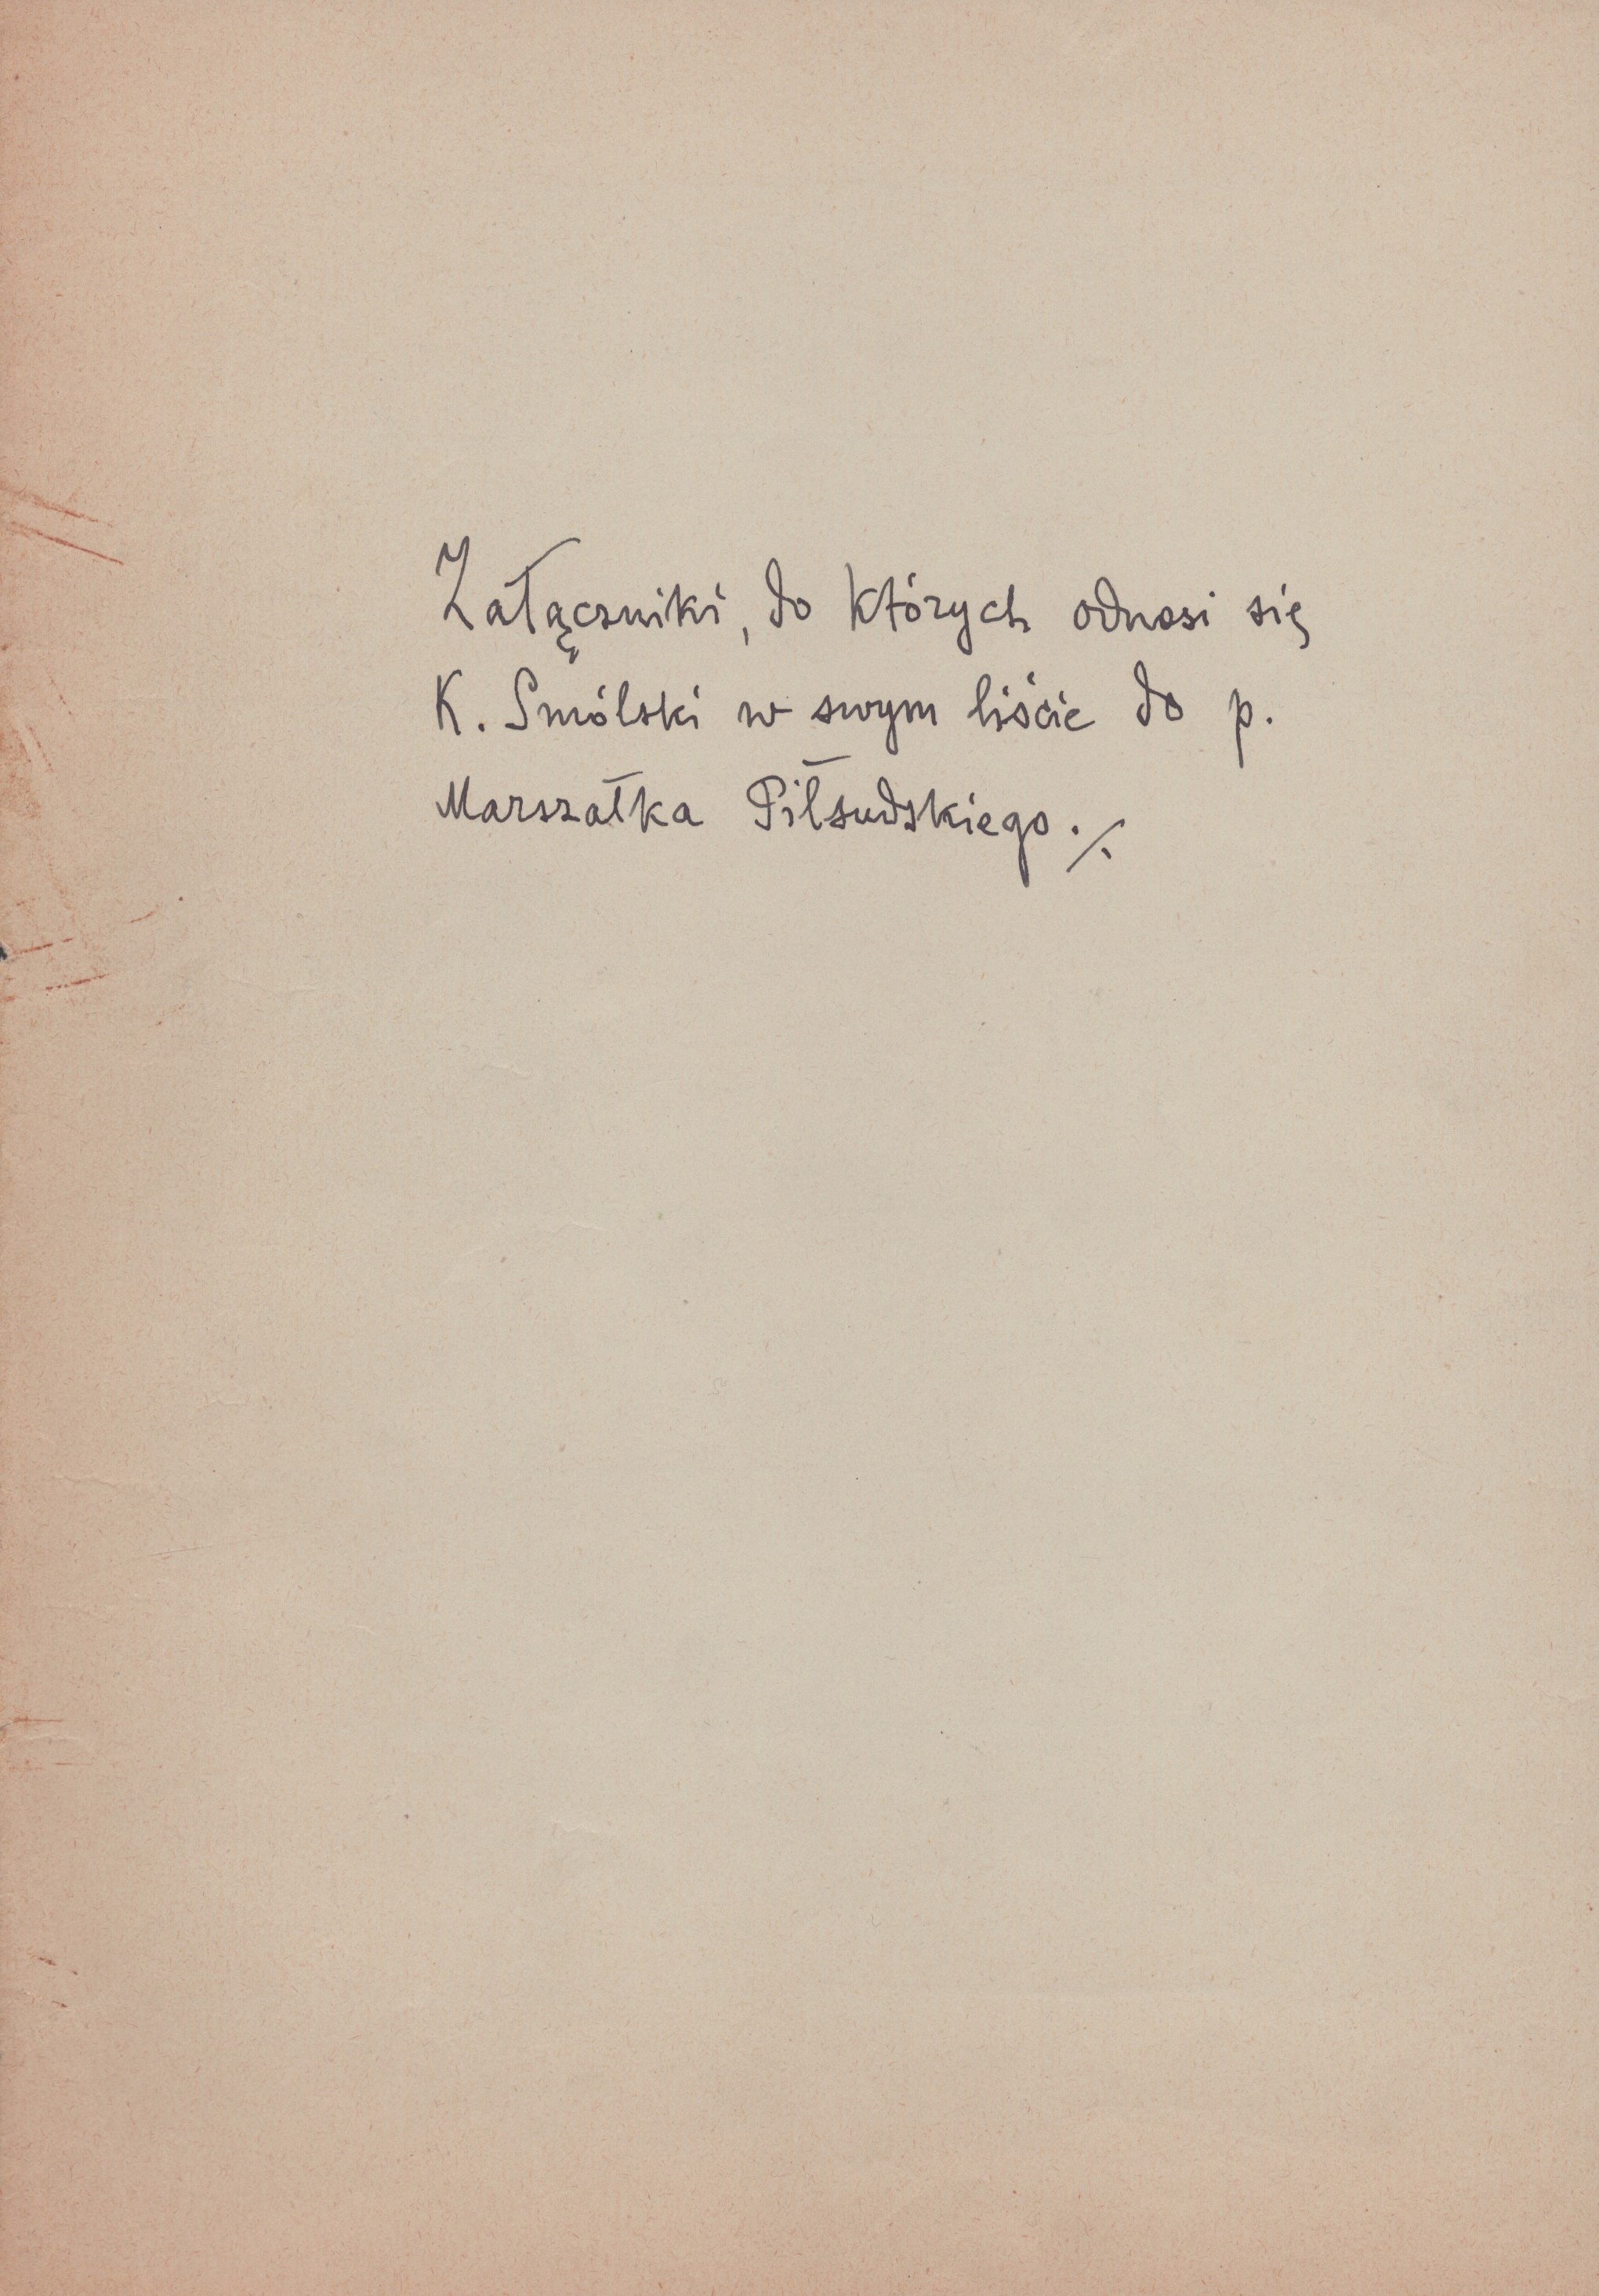 Załączniki, do których odnosi się
K. Smólski w swym liście do p.
Marszałka Piłsudskiego./.